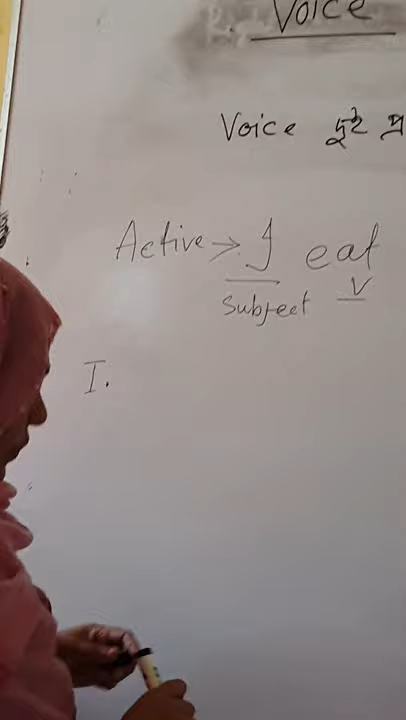 Voice
Voice দুই প্র
Active → I eat
Subject V
I.